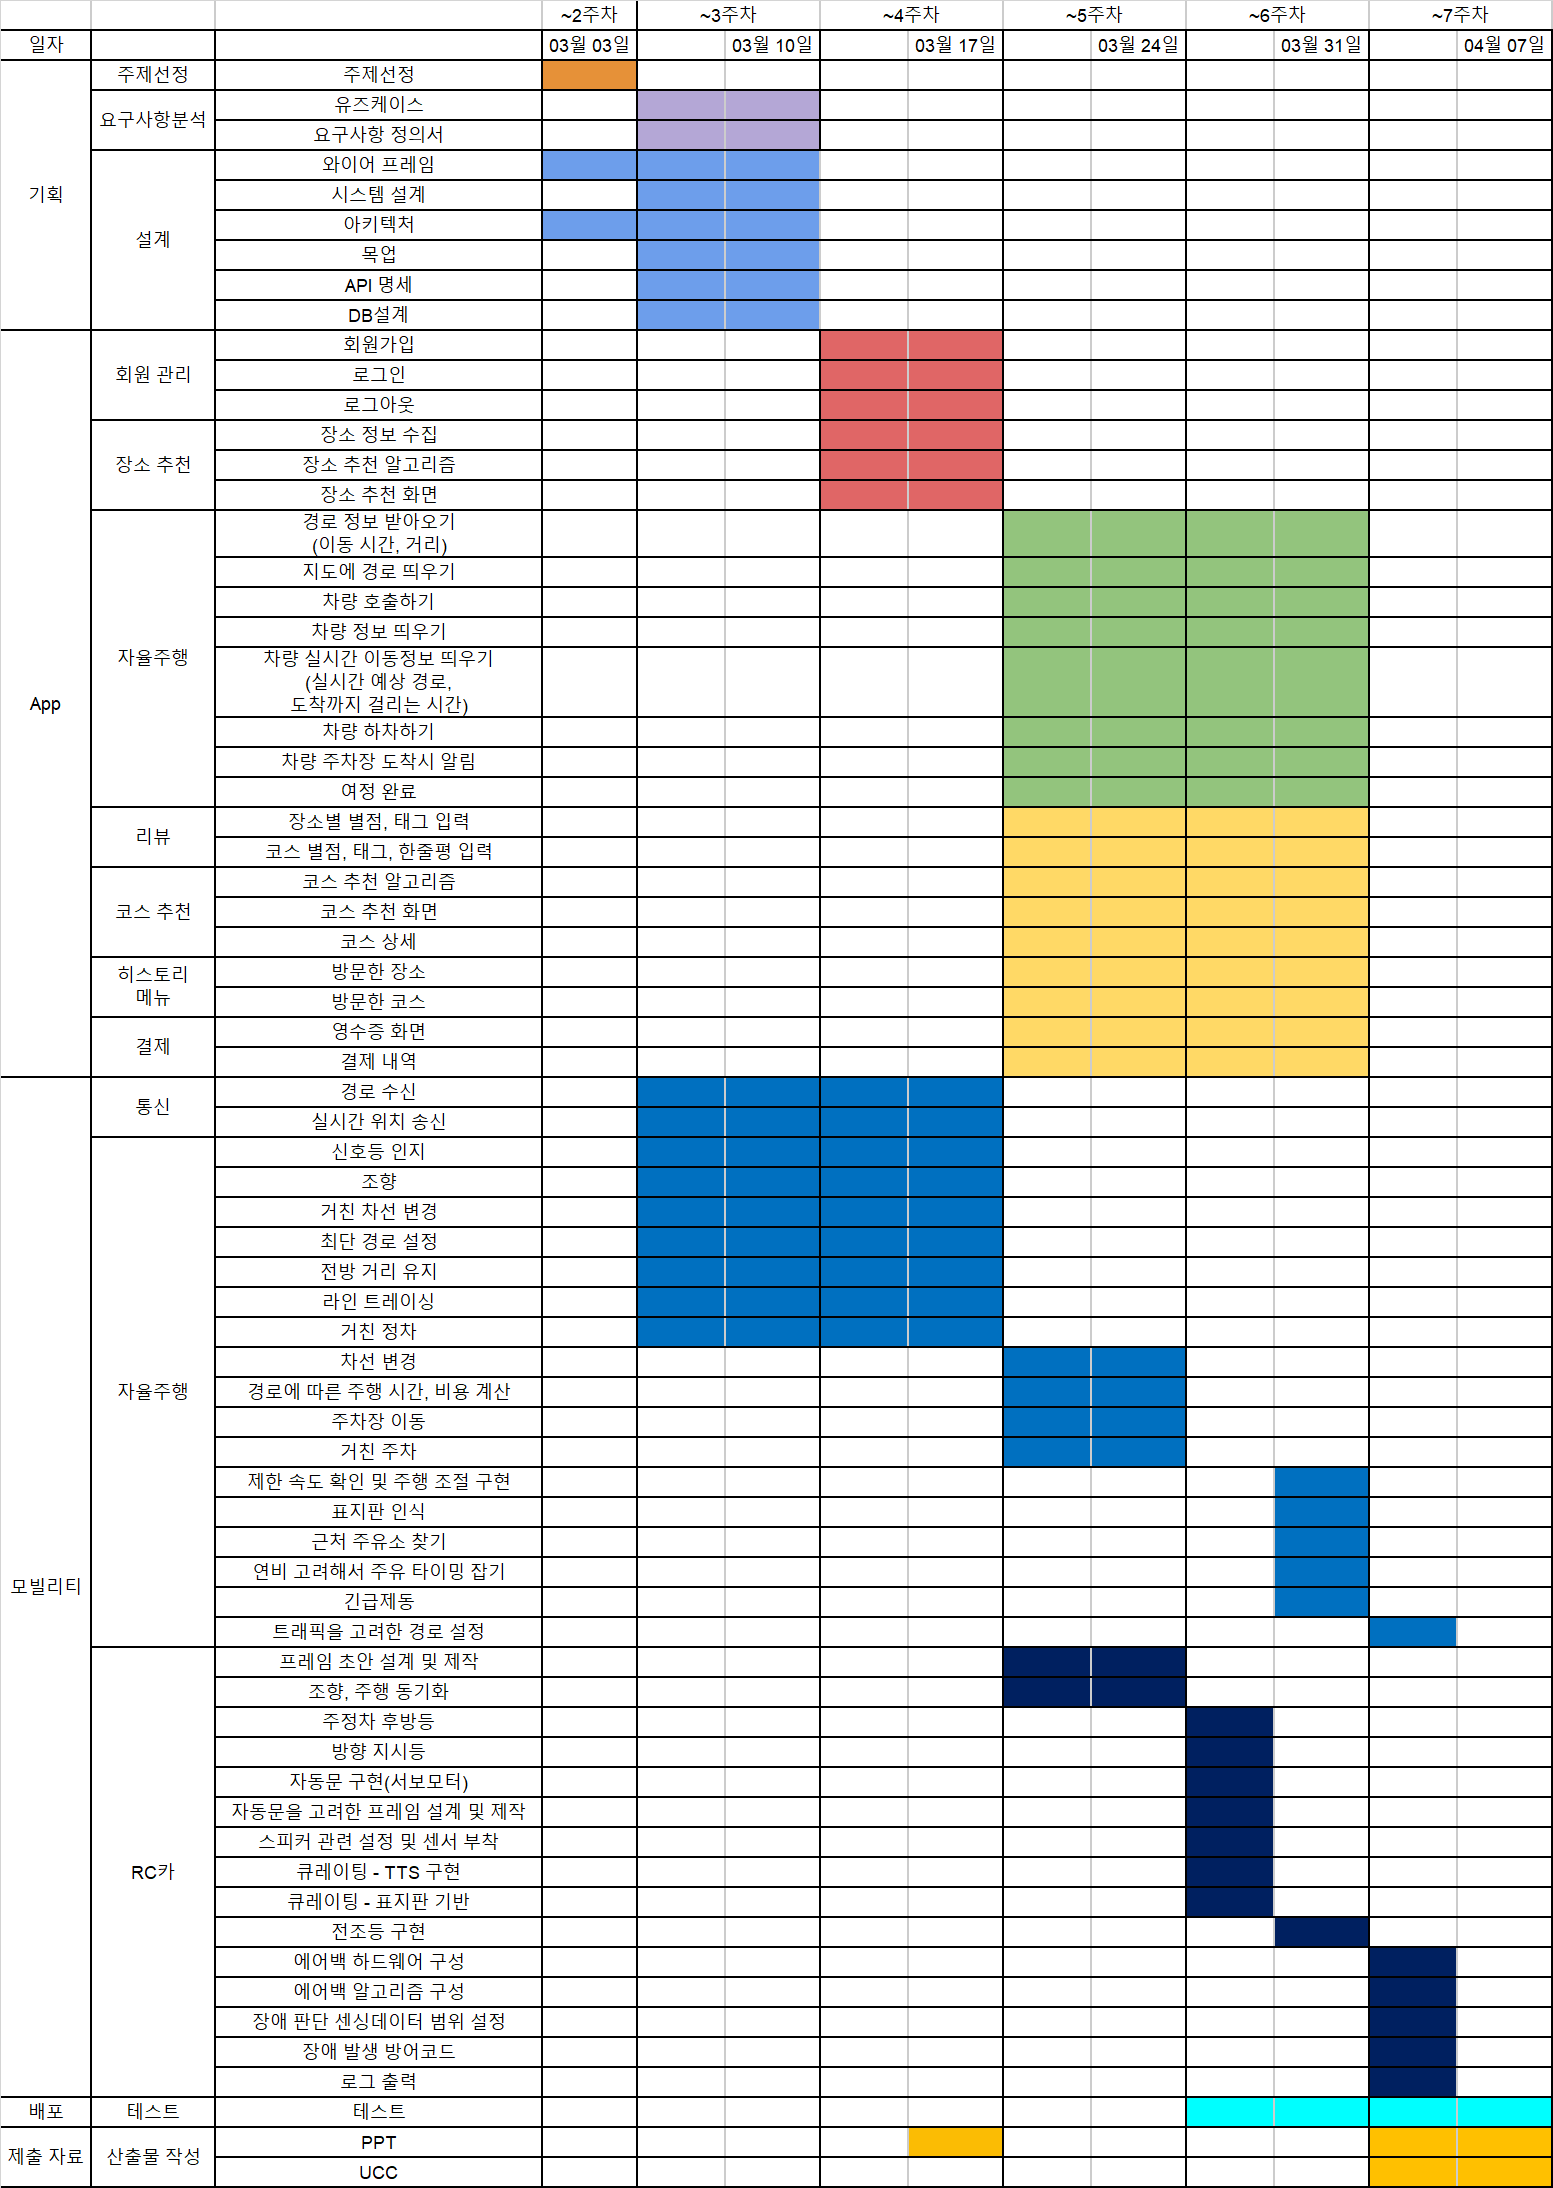 ~2주차 ~3주차 ~4주차 ~5주차 ~6주차 ~7주차
일자 03월 03일 03월 10일 03월 17일 03월 24일 03월 31일 04월 07일
기획
주제선정
주제선정
요구사항분석
유즈케이스
요구사항 정의서
설계
와이어 프레임
시스템 설계
아키텍처
목업
API 명세
DB설계
App
회원 관리
회원가입
로그인
로그아웃
장소 추천
장소 정보 수집
장소 추천 알고리즘
장소 추천 화면
자율주행
경로 정보 받아오기
(이동 시간, 거리)
지도에 경로 띄우기
차량 호출하기
차량 정보 띄우기
차량 실시간 이동정보 띄우기
(실시간 예상 경로,
도착까지 걸리는 시간)
차량 하차하기
차량 주차장 도착시 알림
여정 완료
리뷰
장소별 별점, 태그 입력
코스 별점, 태그, 한줄평 입력
코스 추천
코스 추천 알고리즘
코스 추천 화면
코스 상세
히스토리
메뉴
방문한 장소
방문한 코스
결제
영수증 화면
결제 내역
모빌리티
통신
경로 수신
실시간 위치 송신
자율주행
신호등 인지
조향
거친 차선 변경
최단 경로 설정
전방 거리 유지
라인 트레이싱
거친 정차
차선 변경
경로에 따른 주행 시간, 비용 계산
주차장 이동
거친 주차
제한 속도 확인 및 주행 조절 구현
표지판 인식
근처 주유소 찾기
연비 고려해서 주유 타이밍 잡기
긴급제동
트래픽을 고려한 경로 설정
RC카
프레임 초안 설계 및 제작
조향, 주행 동기화
주정차 후방등
방향 지시등
자동문 구현(서보모터)
자동문을 고려한 프레임 설계 및 제작
스피커 관련 설정 및 센서 부착
큐레이팅 - TTS 구현
큐레이팅 - 표지판 기반
전조등 구현
에어백 하드웨어 구성
에어백 알고리즘 구성
장애 판단 센싱데이터 범위 설정
장애 발생 방어코드
로그 출력
배포
테스트
테스트
제출 자료
산출물 작성
PPT
UCC